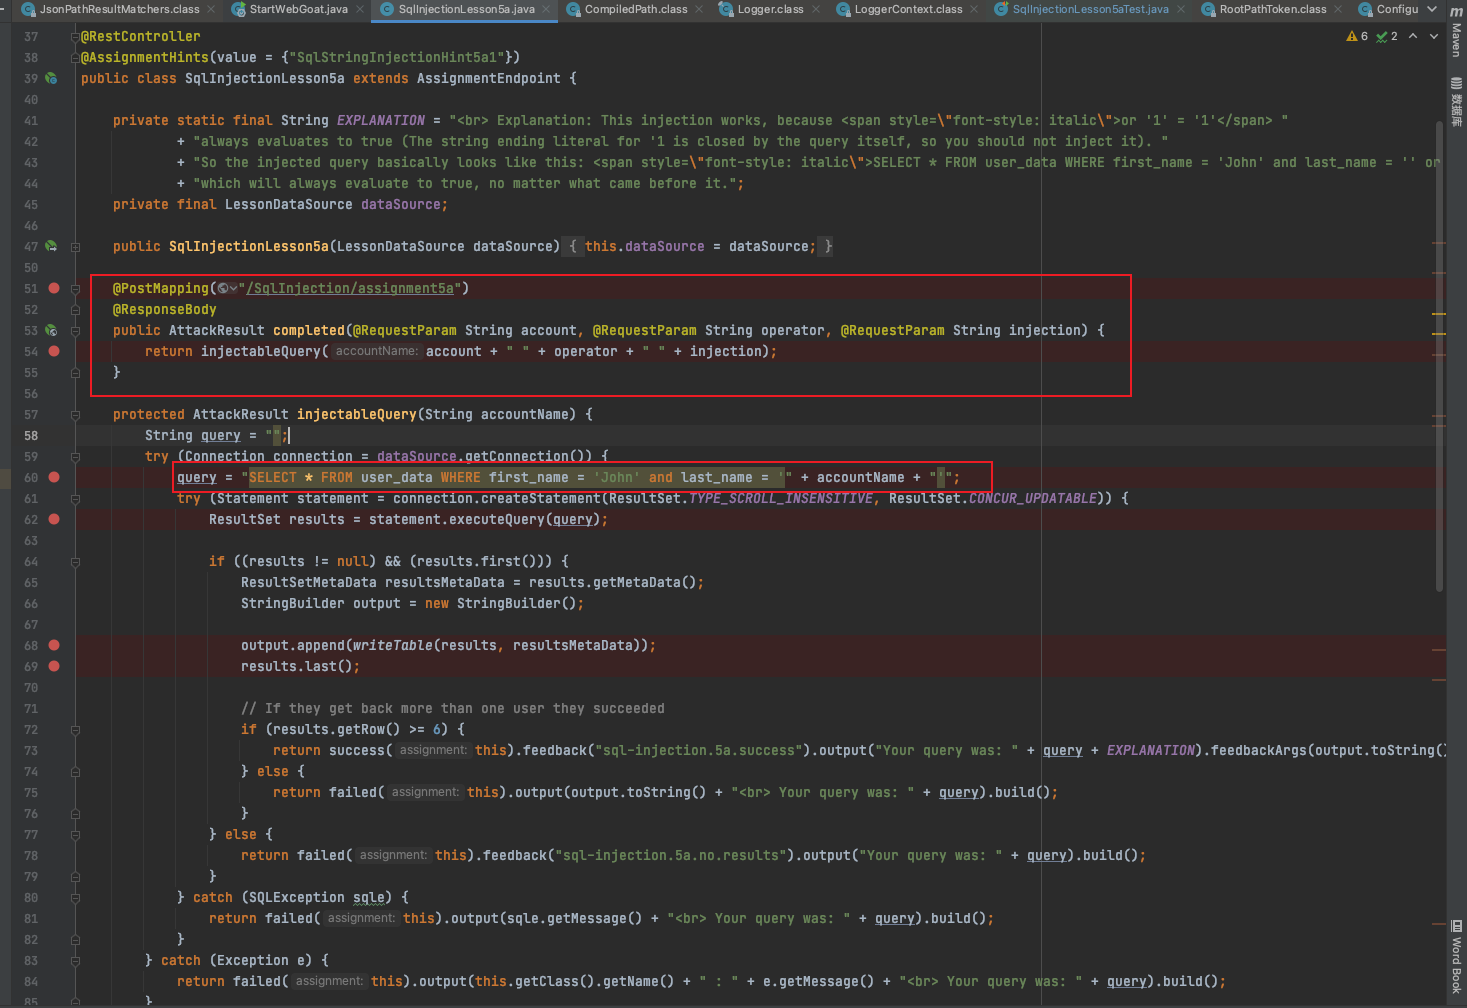 JsonPathResultMatchers.class StartWebGoat.java SqlInjectionLesson5a.java CompiledPath.class Logger.class LoggerContext.class SqlInjectionLesson5aTest.java RootPathToken.class Configu
6 2
Maven
数据库
Word Book
37 @RestController
38 @AssignmentHints(value = {"SqlStringInjectionHint5a1"})
39 public class SqlInjectionLesson5a extends AssignmentEndpoint {
40
41 private static final String EXPLANATION = "<br> Explanation: This injection works, because <span style=\"font-style: italic\">or '1' = '1'</span> "
42 + "always evaluates to true (The string ending literal for '1 is closed by the query itself, so you should not inject it). "
43 + "So the injected query basically looks like this: <span style=\"font-style: italic\">SELECT * FROM user_data WHERE first_name = 'John' and last_name = '' or
44 + "which will always evaluate to true, no matter what came before it.";
45 private final LessonDataSource dataSource;
46
47 public SqlInjectionLesson5a(LessonDataSource dataSource) { this.dataSource = dataSource; }
50
51 @PostMapping("/SqlInjection/assignment5a")
52 @ResponseBody
53 public AttackResult completed(@RequestParam String account, @RequestParam String operator, @RequestParam String injection) {
54 return injectableQuery( accountName: account + " " + operator + " " + injection);
55 }
56
57 protected AttackResult injectableQuery(String accountName) {
58 String query = "";
59 try (Connection connection = dataSource.getConnection()) {
60 query = "SELECT * FROM user_data WHERE first_name = 'John' and last_name = '" + accountName + "'";
61 try (Statement statement = connection.createStatement(ResultSet.TYPE_SCROLL_INSENSITIVE, ResultSet.CONCUR_UPDATABLE)) {
62 ResultSet results = statement.executeQuery(query);
63
64 if ((results != null) && (results.first())) {
65 ResultSetMetaData resultsMetaData = results.getMetaData();
66 StringBuilder output = new StringBuilder();
67
68 output.append(writeTable(results, resultsMetaData));
69 results.last();
70
71 // If they get back more than one user they succeeded
72 if (results.getRow() >= 6) {
73 return success( assignment: this).feedback("sql-injection.5a.success").output("Your query was: " + query + EXPLANATION).feedbackArgs(output.toString()
74 } else {
75 return failed( assignment: this).output(output.toString() + "<br> Your query was: " + query).build();
76 }
77 } else {
78 return failed( assignment: this).feedback("sql-injection.5a.no.results").output("Your query was: " + query).build();
79 }
80 } catch (SQLException sqle) {
81 return failed( assignment: this).output(sqle.getMessage() + "<br> Your query was: " + query).build();
82 }
83 } catch (Exception e) {
84 return failed( assignment: this).output(this.getClass().getName() + " : " + e.getMessage() + "<br> Your query was: " + query).build();
85 }